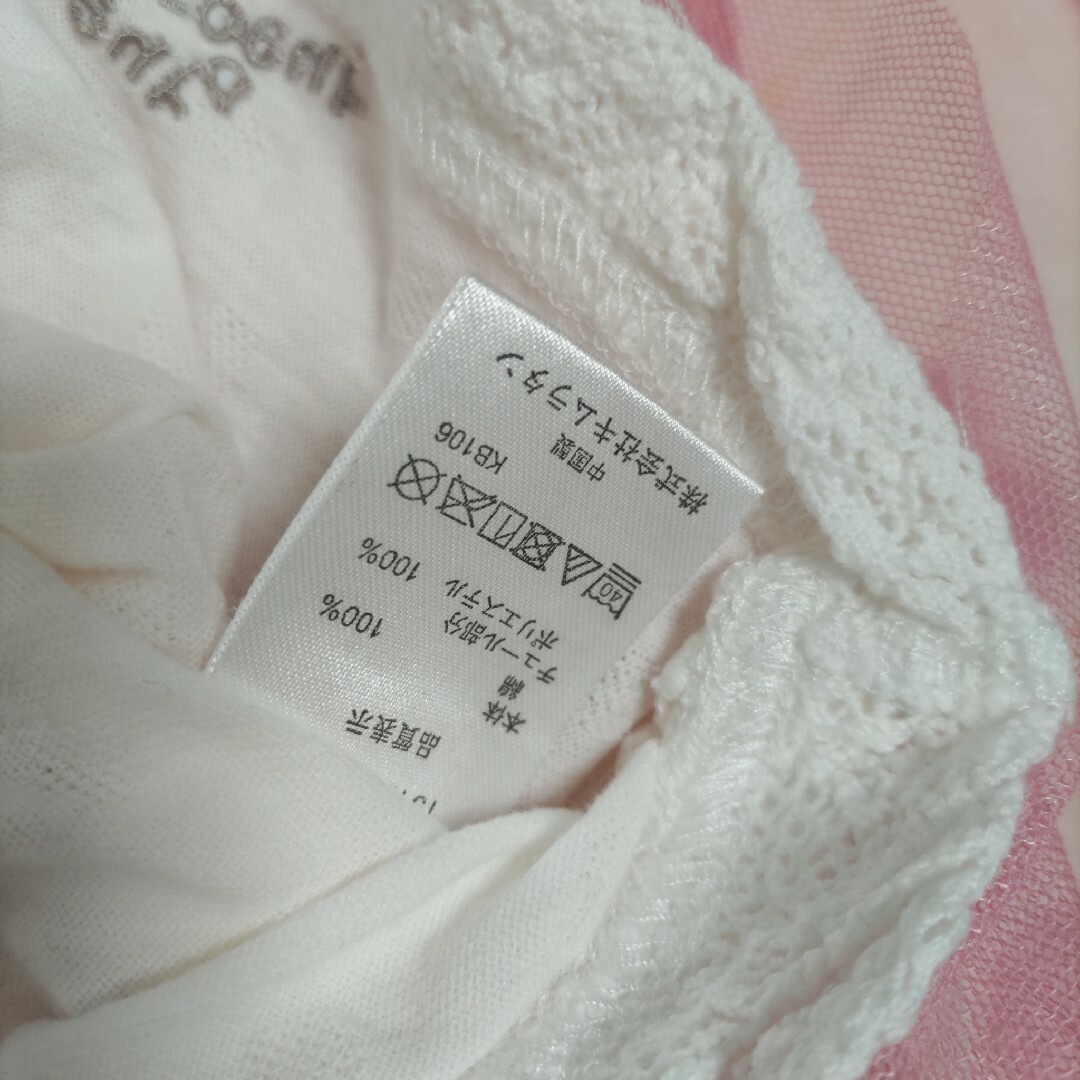 品質表示
本体
綿 100%
チュール部分
ポリエステル 100%
40
KB106
中国製
株式会社キムラタン